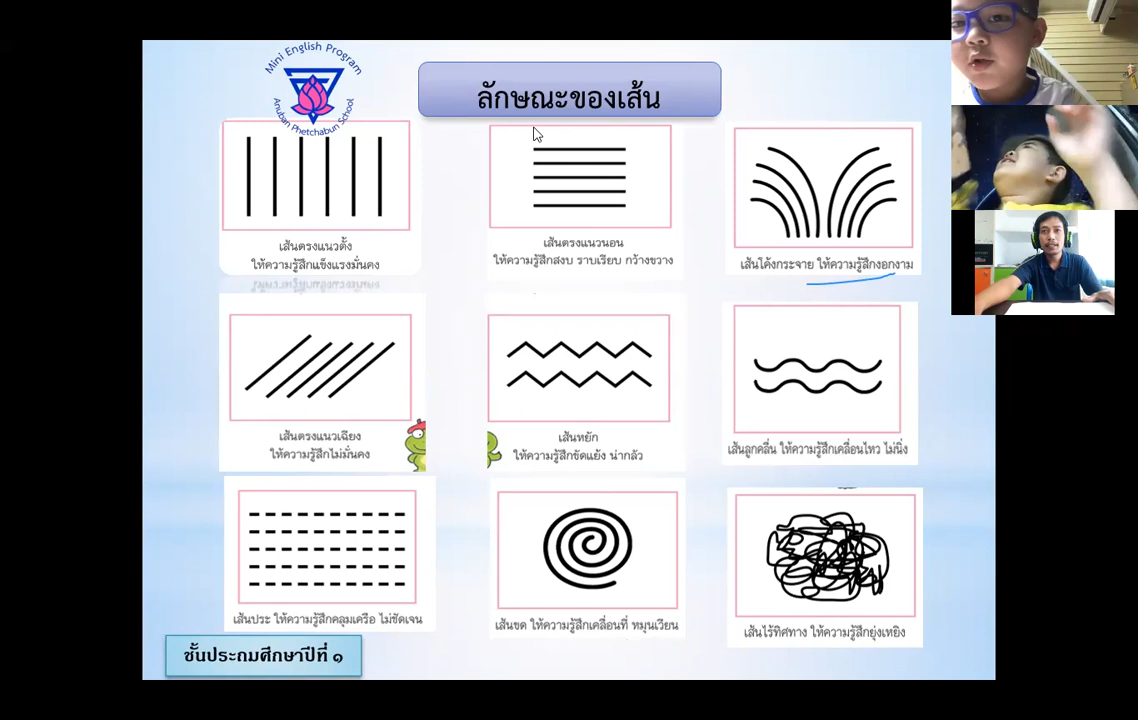 Mini English Program
Anuban Phetchabun School
ลักษณะของเส้น
เส้นตรงแนวตั้ง
ให้ความรู้สึกแข็งแรงมั่นคง
เส้นตรงแนวนอน
ให้ความรู้สึกสงบ ราบเรียบ กว้างขวาง
เส้นโค้งกระจาย ให้ความรู้สึกงอกงาม
เส้นตรงแนวเฉียง
ให้ความรู้สึกไม่มั่นคง
เส้นหยัก
ให้ความรู้สึกขัดแย้ง น่ากลัว
เส้นลูกคลื่น ให้ความรู้สึกเคลื่อนไหว ไม่นิ่ง
เส้นประ ให้ความรู้สึกคลุมเครือ ไม่ชัดเจน
เส้นขด ให้ความรู้สึกเคลื่อนที่ หมุนเวียน
เส้นไร้ทิศทาง ให้ความรู้สึกยุ่งเหยิง
ชั้นประถมศึกษาปีที่ ๑